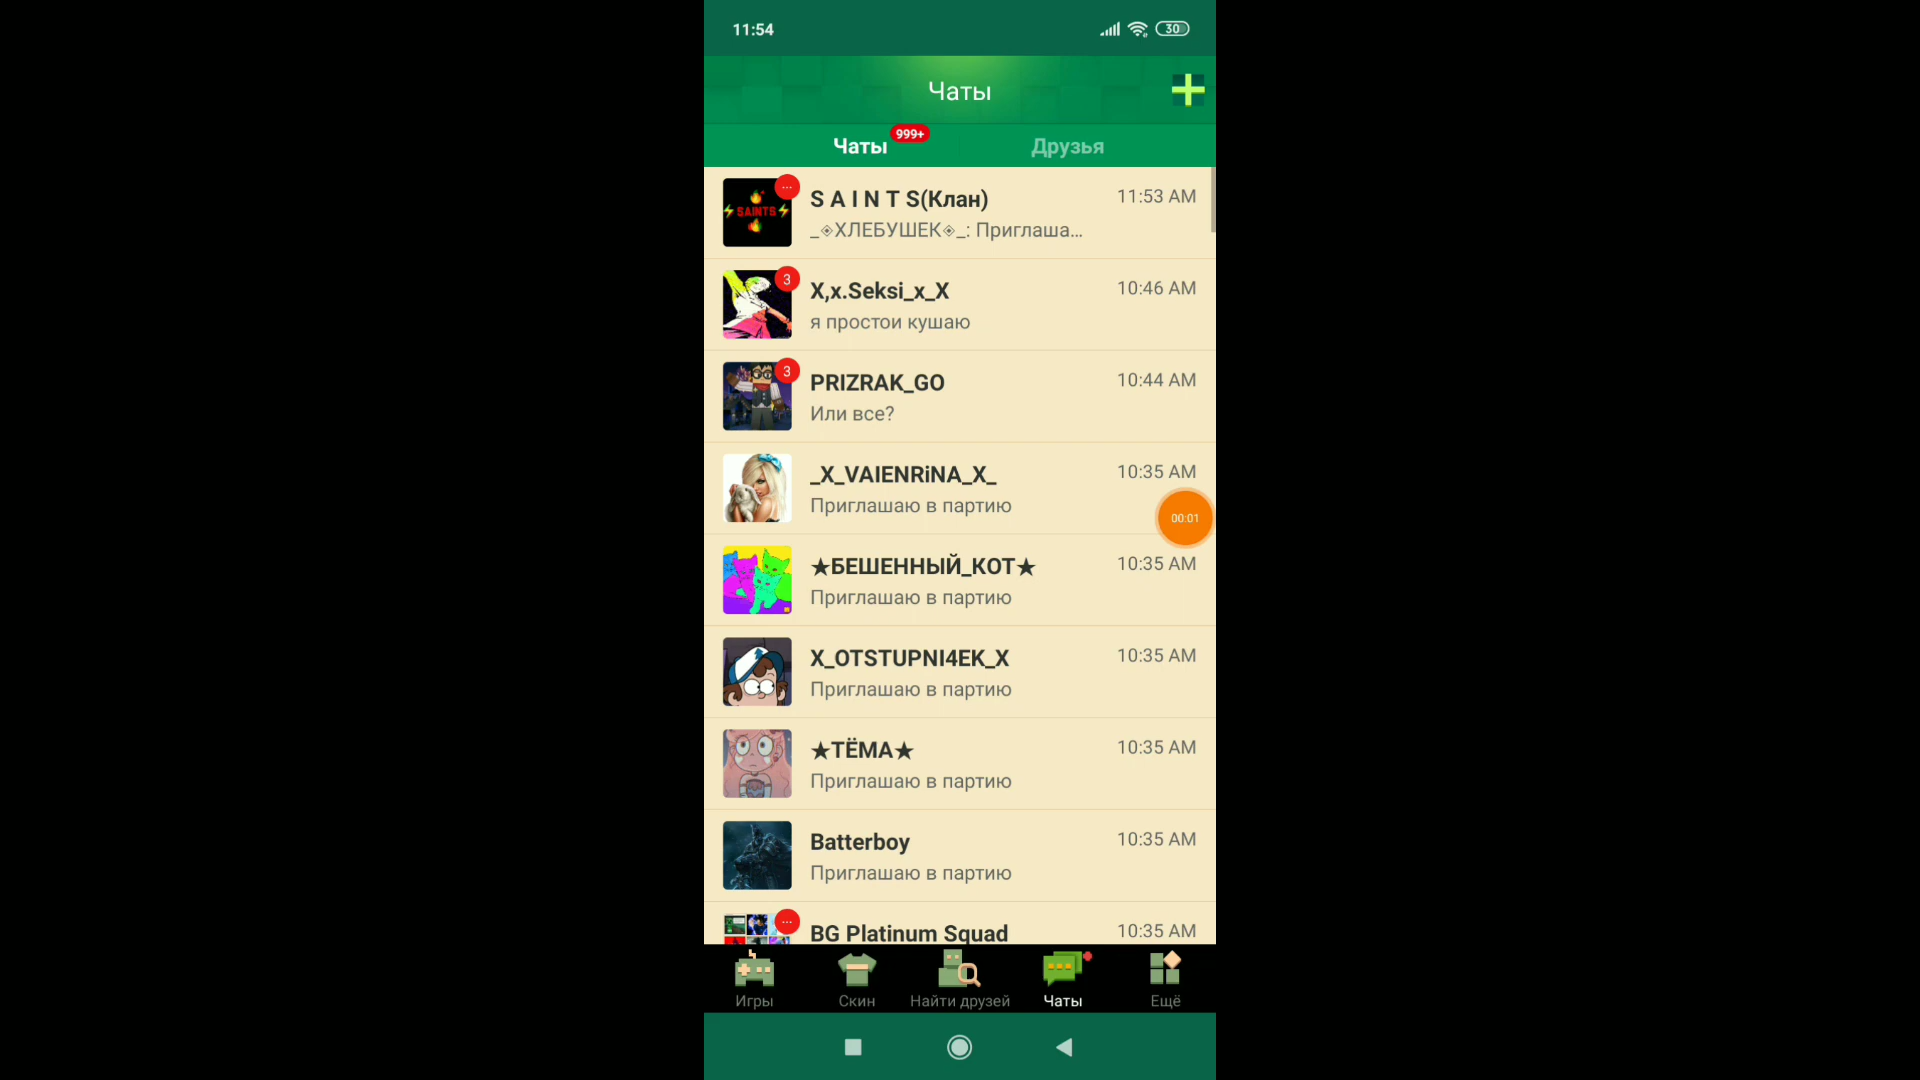 11:54
30
Чаты
Чаты
999+
Друзья
SAINTS
S A I N T S(Клан)
11:53 AM
_◈ХЛЕБУШЕК◈_: Приглаша...
3
X,x.Seksi_x_X
10:46 AM
я простои кушаю
3
PRIZRAK_GO
10:44 AM
Или все?
_X_VAIENRiNA_X_
10:35 AM
Приглашаю в партию
00:01
★БЕШЕННЫЙ_КОТ★
10:35 AM
Приглашаю в партию
X_OTSTUPNI4EK_X
10:35 AM
Приглашаю в партию
★ТЁМА★
10:35 AM
Приглашаю в партию
Batterboy
10:35 AM
Приглашаю в партию
BG Platinum Squad
10:35 AM
Игры
Скин
Найти друзей
Чаты
Ещё